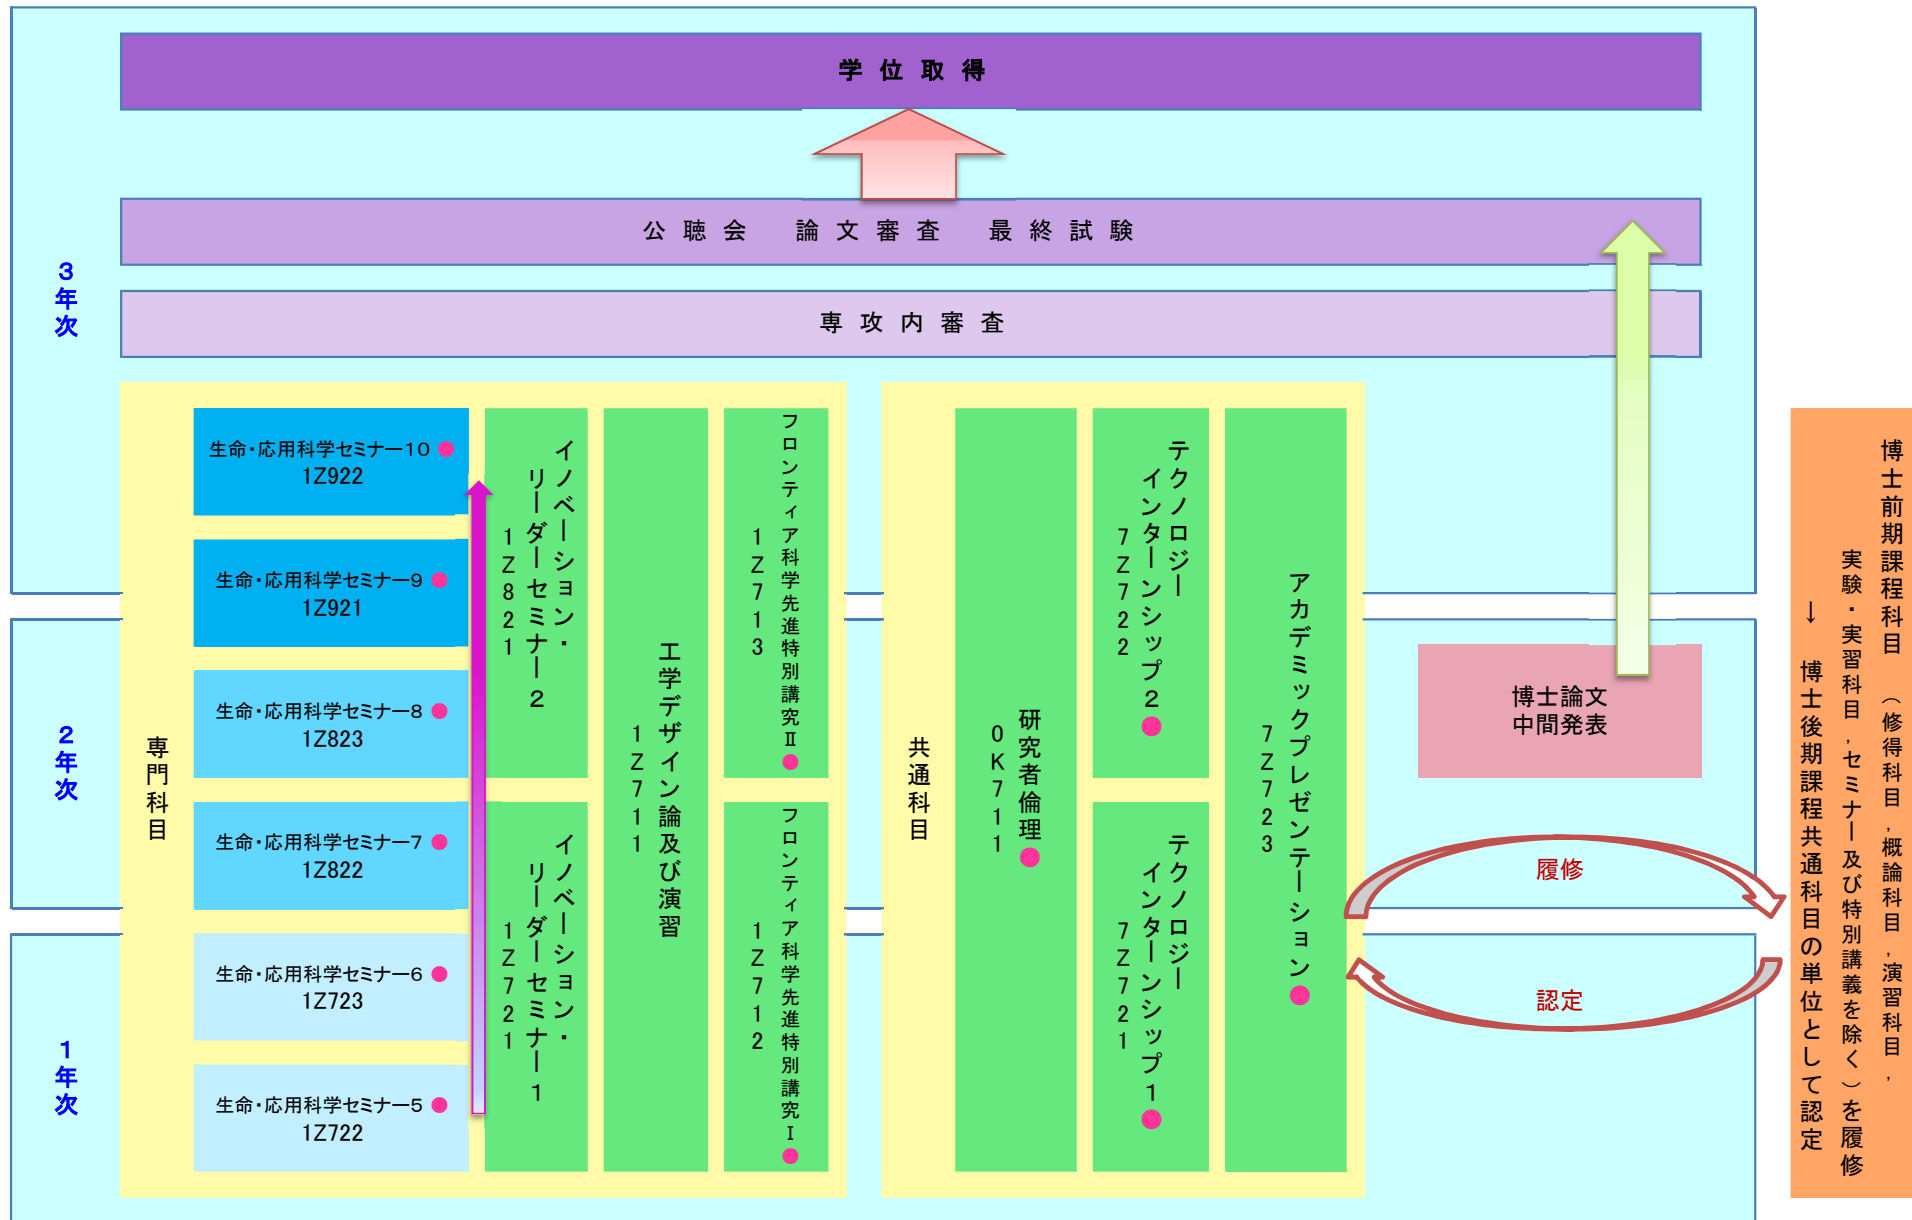 学位取得
公聴会　論文審査　最終試験
専攻内審査
3年次
2年次
1年次
専門科目
生命・応用科学セミナー10●
1Z922
生命・応用科学セミナー9●
1Z921
生命・応用科学セミナー8●
1Z823
生命・応用科学セミナー7●
1Z822
生命・応用科学セミナー6●
1Z723
生命・応用科学セミナー5●
1Z722
イノベーション・
リーダーセミナー2
1Z821
イノベーション・
リーダーセミナー1
1Z721
工学デザイン論及び演習
1Z711
フロンティア科学先進特別講究Ⅱ●
1Z713
フロンティア科学先進特別講究Ⅰ●
1Z712
共通科目
研究者倫理●
0K711
テクノロジー
インターンシップ2●
7Z722
テクノロジー
インターンシップ1●
7Z721
アカデミックプレゼンテーション●
7Z723
博士論文
中間発表
履修
認定
博士前期課程科目　（修得科目,概論科目,演習科目,
実験・実習科目,セミナー及び特別講義を除く）を履修
→　博士後期課程共通科目の単位として認定